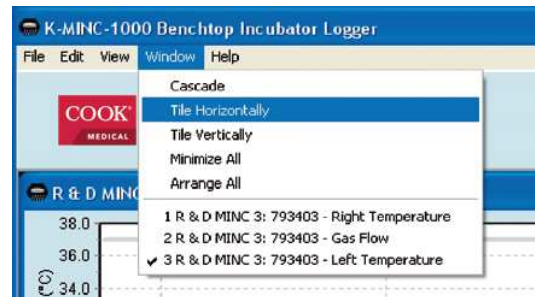 K-MINC-1000 Benchtop Incubator Logger
File Edit View Window Help
Cascade
COOK®
MEDICAL
Tile Horizontally
Tile Vertically
Minimize All
Arrange All
R & D MINC
1 R & D MINC 3: 793403 - Right Temperature
2 R & D MINC 3: 793403 - Gas Flow
✔ 3 R & D MINC 3: 793403 - Left Temperature
38.0
36.0
34.0
(°C)